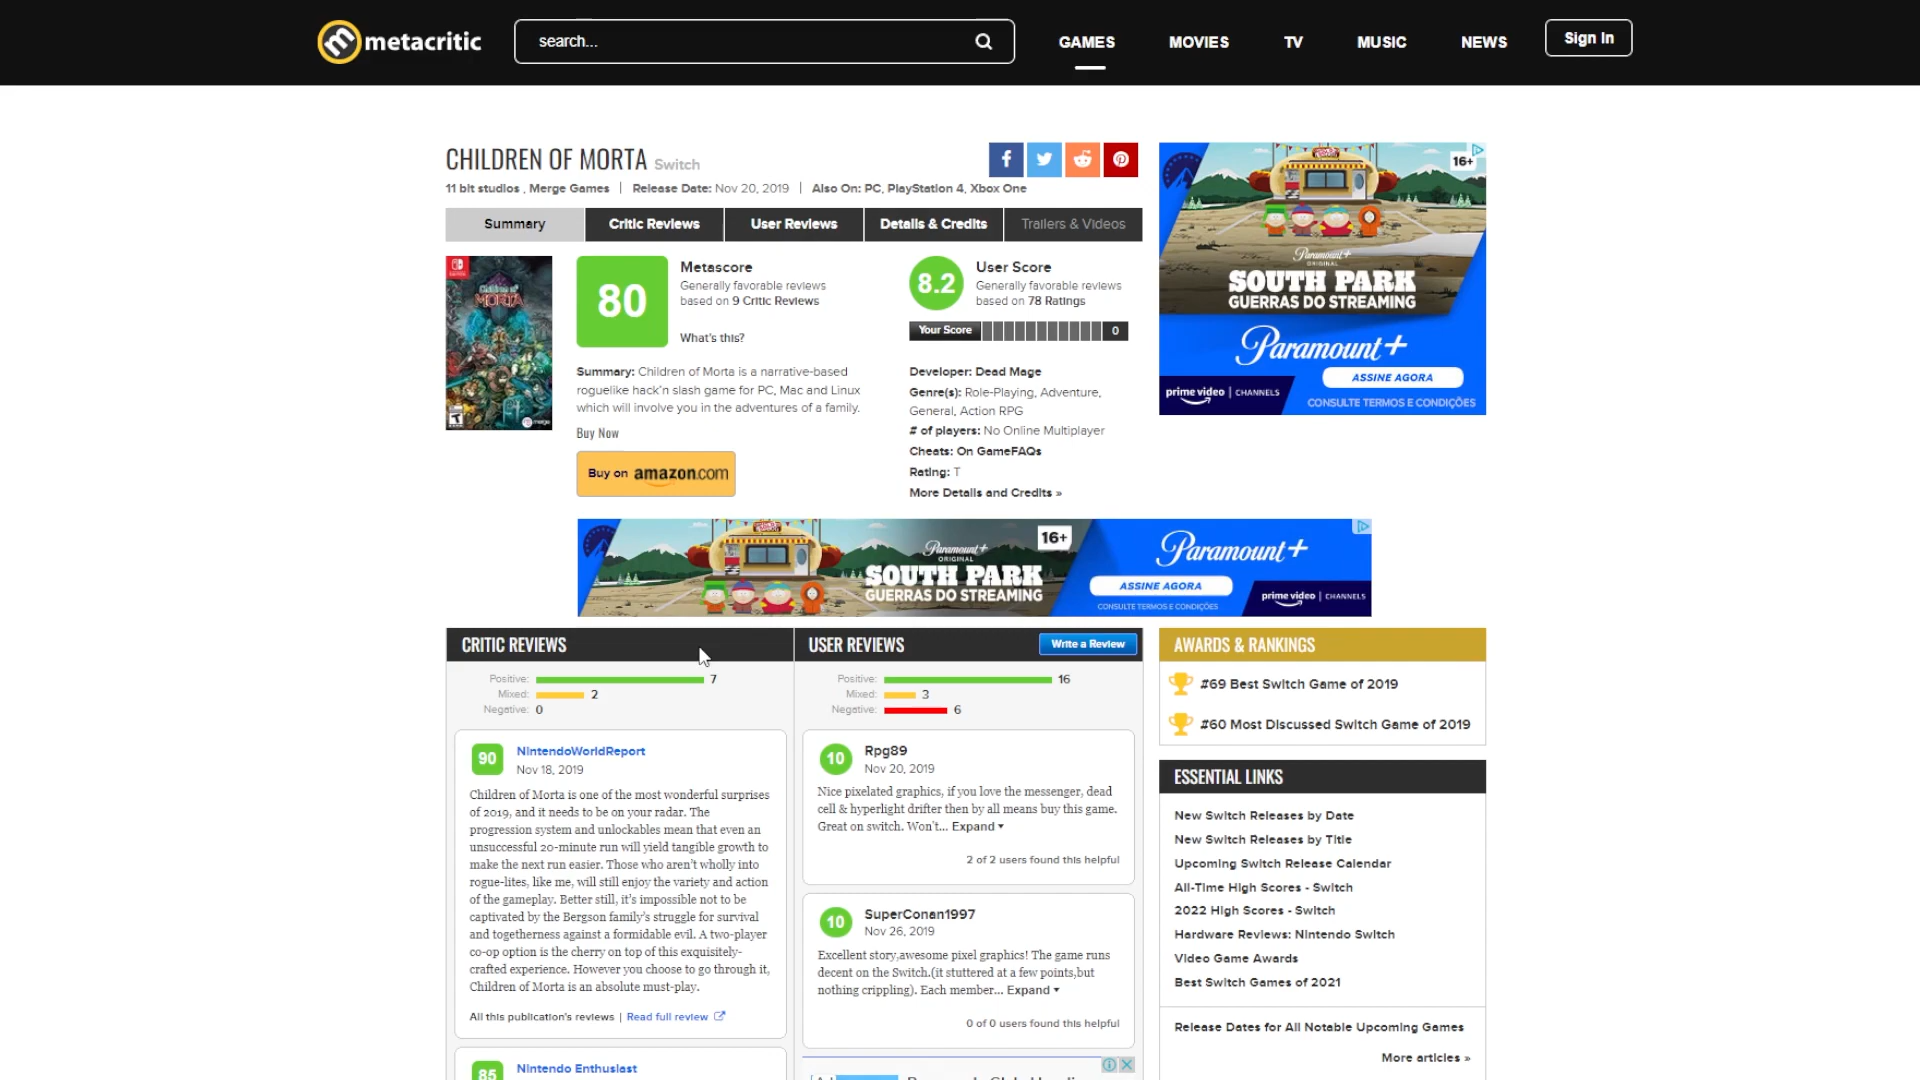 metacritic
search...
GAMES
MOVIES
TV
MUSIC
NEWS
Sign In
CHILDREN OF MORTA Switch
11 bit studios , Merge Games | Release Date: Nov 20, 2019 | Also On: PC, PlayStation 4, Xbox One
Summary
Critic Reviews
User Reviews
Details & Credits
Trailers & Videos
Children of
MORTA
T
merge
80
Metascore
Generally favorable reviews
based on 9 Critic Reviews
What's this?
Summary: Children of Morta is a narrative-based
roguelike hack'n slash game for PC, Mac and Linux
which will involve you in the adventures of a family.
Buy Now
Buy on amazon.com
8.2
User Score
Generally favorable reviews
based on 78 Ratings
Your Score 0
Developer: Dead Mage
Genre(s): Role-Playing, Adventure,
General, Action RPG
# of players: No Online Multiplayer
Cheats: On GameFAQs
Rating: T
More Details and Credits »
16+
Paramount+
ORIGINAL
SOUTH PARK
GUERRAS DO STREAMING
Paramount+
ASSINE AGORA
prime video | CHANNELS
CONSULTE TERMOS E CONDIÇÕES
Paramount+
ORIGINAL
SOUTH PARK
GUERRAS DO STREAMING
16+
Paramount+
ASSINE AGORA
CONSULTE TERMOS E CONDIÇÕES
prime video | CHANNELS
CRITIC REVIEWS
Positive: 7
Mixed: 2
Negative: 0
90
NintendoWorldReport
Nov 18, 2019
Children of Morta is one of the most wonderful surprises
of 2019, and it needs to be on your radar. The
progression system and unlockables mean that even an
unsuccessful 20-minute run will yield tangible growth to
make the next run easier. Those who aren't wholly into
rogue-lites, like me, will still enjoy the variety and action
of the gameplay. Better still, it's impossible not to be
captivated by the Bergson family's struggle for survival
and togetherness against a formidable evil. A two-player
co-op option is the cherry on top of this exquisitely-
crafted experience. However you choose to go through it,
Children of Morta is an absolute must-play.
All this publication's reviews | Read full review
85
Nintendo Enthusiast
USER REVIEWS
Write a Review
Positive: 16
Mixed: 3
Negative: 6
10
Rpg89
Nov 20, 2019
Nice pixelated graphics, if you love the messenger, dead
cell & hyperlight drifter then by all means buy this game.
Great on switch. Won't... Expand
2 of 2 users found this helpful
10
SuperConan1997
Nov 26, 2019
Excellent story,awesome pixel graphics! The game runs
decent on the Switch.(it stuttered at a few points,but
nothing crippling). Each member... Expand
0 of 0 users found this helpful
AWARDS & RANKINGS
#69 Best Switch Game of 2019
#60 Most Discussed Switch Game of 2019
ESSENTIAL LINKS
New Switch Releases by Date
New Switch Releases by Title
Upcoming Switch Release Calendar
All-Time High Scores - Switch
2022 High Scores - Switch
Hardware Reviews: Nintendo Switch
Video Game Awards
Best Switch Games of 2021
Release Dates for All Notable Upcoming Games
More articles »